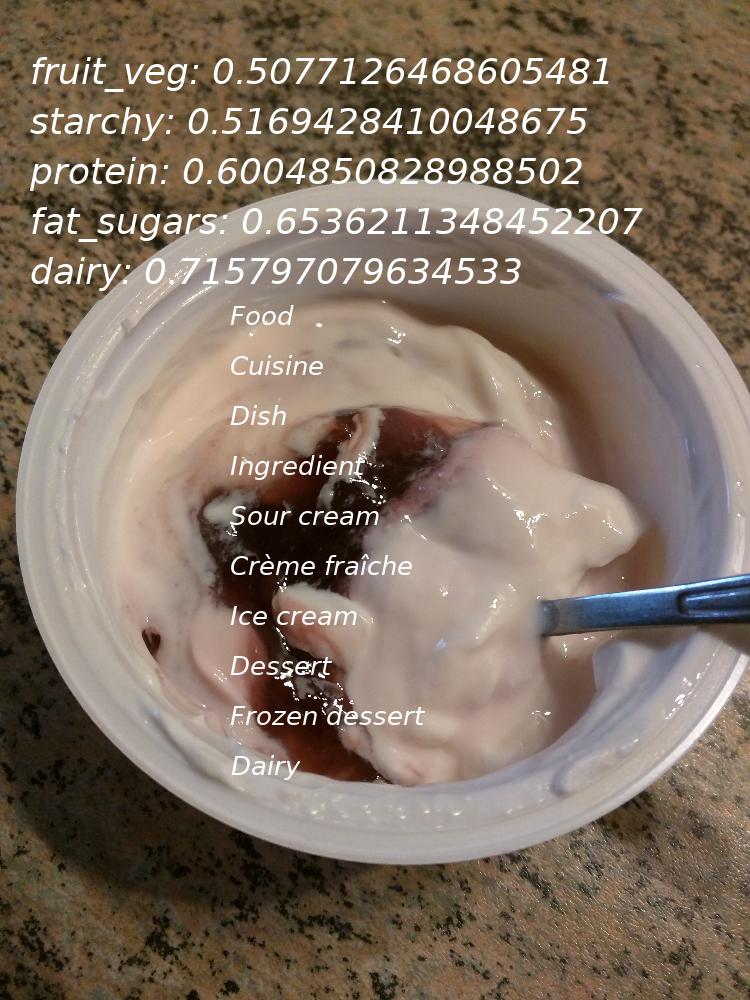 fruit_veg: 0.5077126468605481
starchy: 0.5169428410048675
protein: 0.6004850828988502
fat_sugars: 0.6536211348452207
dairy: 0.715797079634533
Food
Cuisine
Dish
Ingredient
Sour cream
Crème fraîche
Ice cream
Dessert
Frozen dessert
Dairy